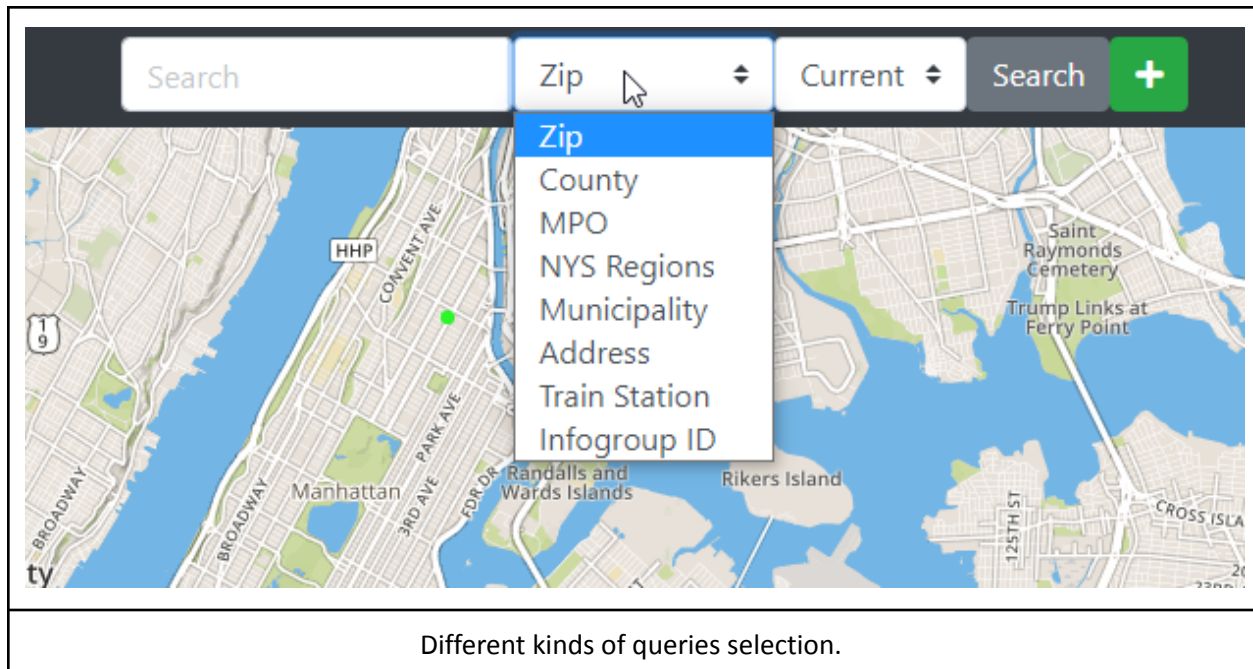 Search
Zip
Current
Search
+
Zip
County
MPO
NYS Regions
Municipality
Address
Train Station
Infogroup ID
HHP
CONVENT AVE
Saint
Raymonds
Cemetery
Trump Links at
Ferry Point
1
9
PARK AVE
Manhattan
3RD AVE
FDR DR
Randalls and
Wards Islands
Rikers Island
BROADWAY
BROADWAY
125TH ST
CROSS ISLA
ty
Different kinds of queries selection.